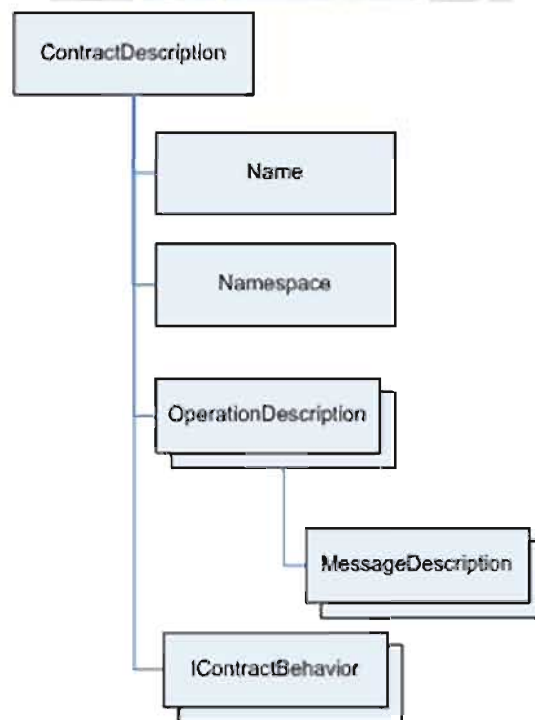 ContractDescription
Name
Namespace
OperationDescription
MessageDescription
IContractBehavior